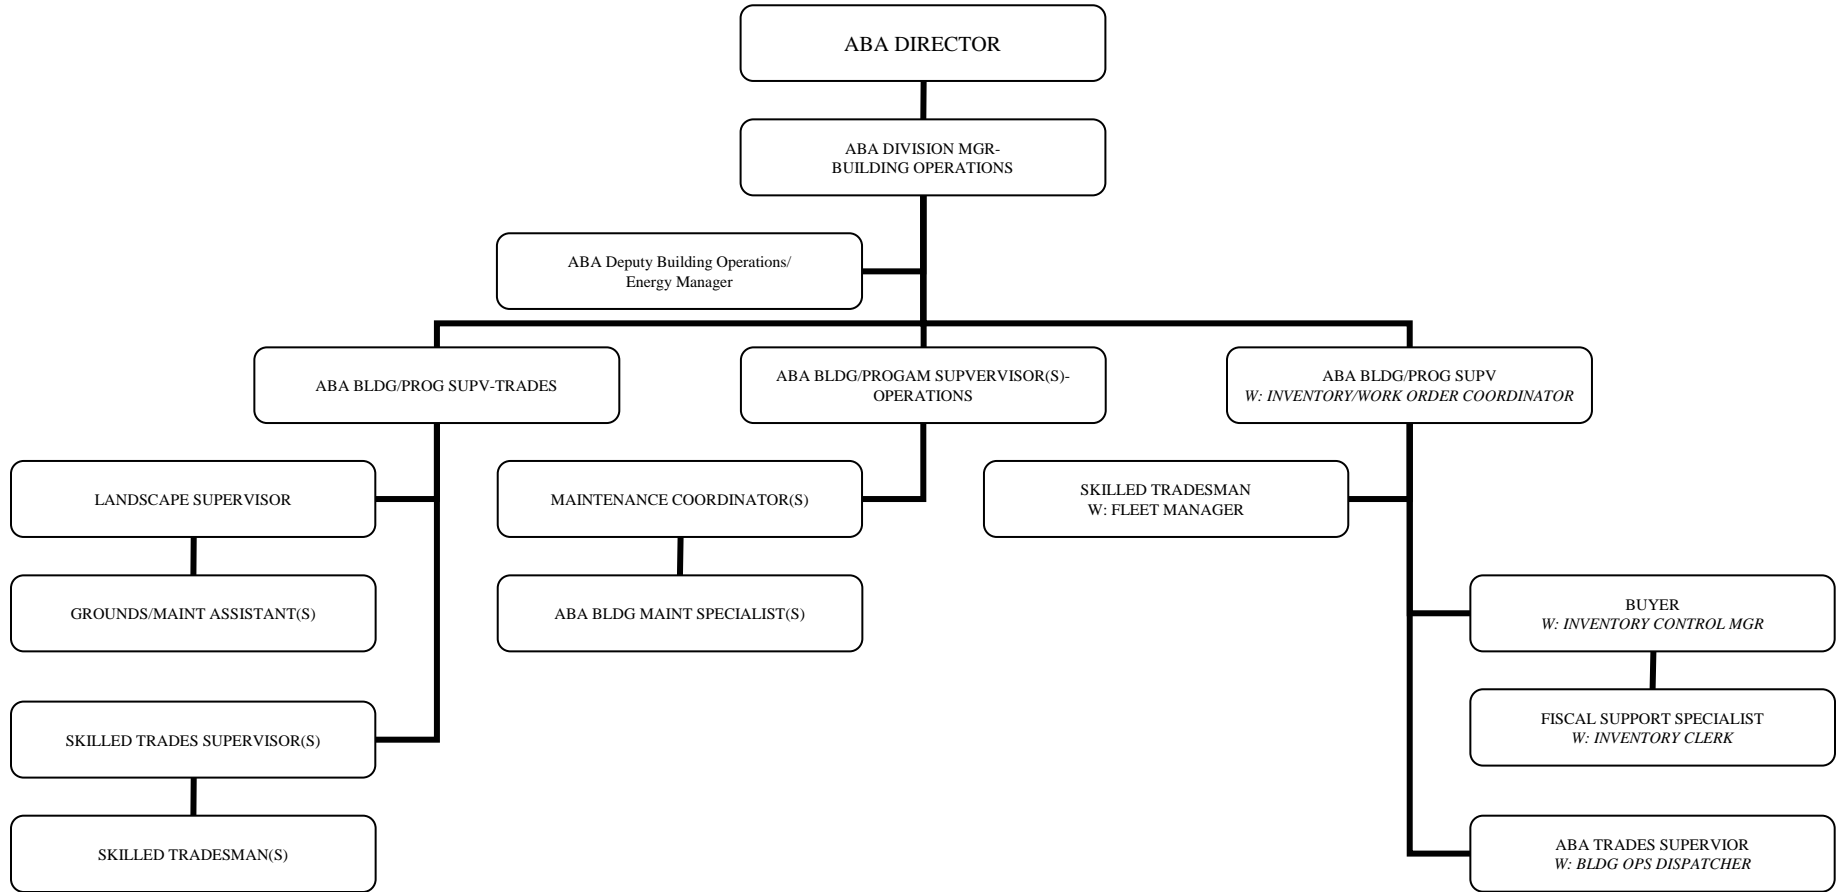 ABA DIRECTOR
ABA DIVISION MGR-
BUILDING OPERATIONS
ABA Deputy Building Operations/
Energy Manager
ABA BLDG/PROG SUPV-TRADES
ABA BLDG/PROGAM SUPVERVISOR(S)-
OPERATIONS
ABA BLDG/PROG SUPV
W: INVENTORY/WORK ORDER COORDINATOR
LANDSCAPE SUPERVISOR
MAINTENANCE COORDINATOR(S)
SKILLED TRADESMAN
W: FLEET MANAGER
GROUNDS/MAINT ASSISTANT(S)
ABA BLDG MAINT SPECIALIST(S)
BUYER
W: INVENTORY CONTROL MGR
SKILLED TRADES SUPERVISOR(S)
FISCAL SUPPORT SPECIALIST
W: INVENTORY CLERK
SKILLED TRADESMAN(S)
ABA TRADES SUPERVIOR
W: BLDG OPS DISPATCHER